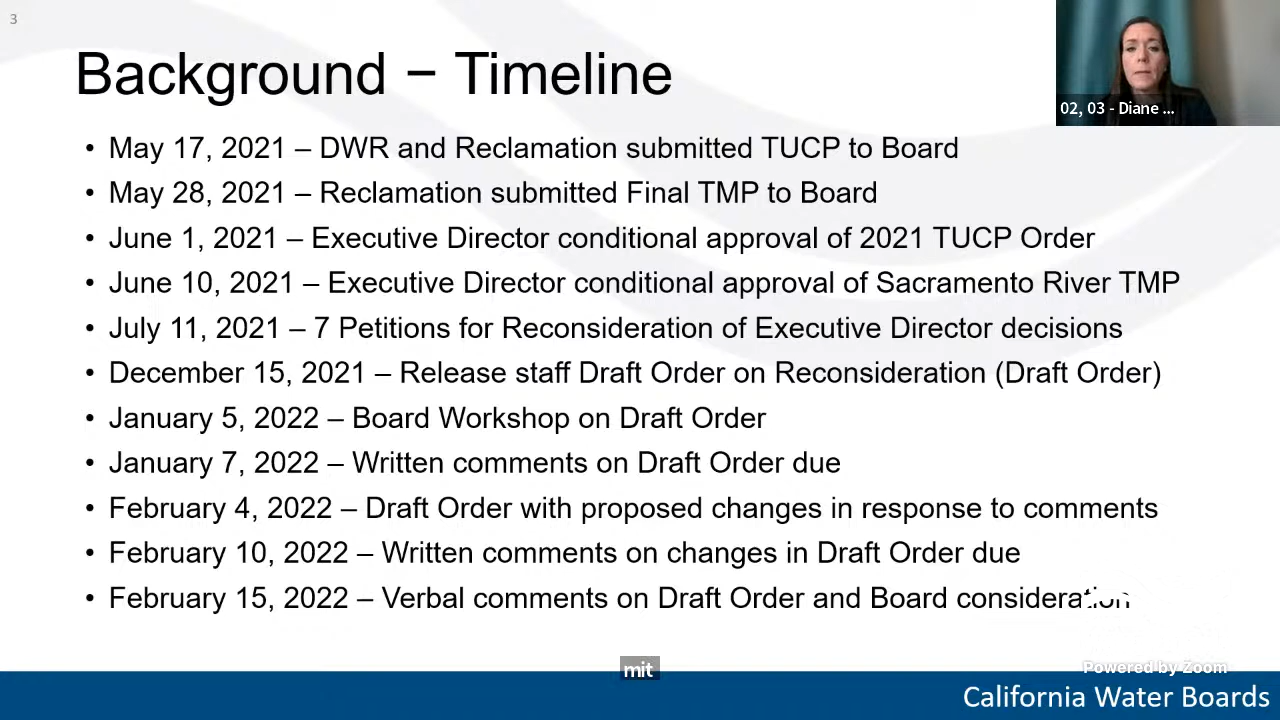 3
Background – Timeline
02, 03 - Diane ...
• May 17, 2021 – DWR and Reclamation submitted TUCP to Board
• May 28, 2021 – Reclamation submitted Final TMP to Board
• June 1, 2021 – Executive Director conditional approval of 2021 TUCP Order
• June 10, 2021 – Executive Director conditional approval of Sacramento River TMP
• July 11, 2021 – 7 Petitions for Reconsideration of Executive Director decisions
• December 15, 2021 – Release staff Draft Order on Reconsideration (Draft Order)
• January 5, 2022 – Board Workshop on Draft Order
• January 7, 2022 – Written comments on Draft Order due
• February 4, 2022 – Draft Order with proposed changes in response to comments
• February 10, 2022 – Written comments on changes in Draft Order due
• February 15, 2022 – Verbal comments on Draft Order and Board consideration
mit
Powered by Zoom
California Water Boards